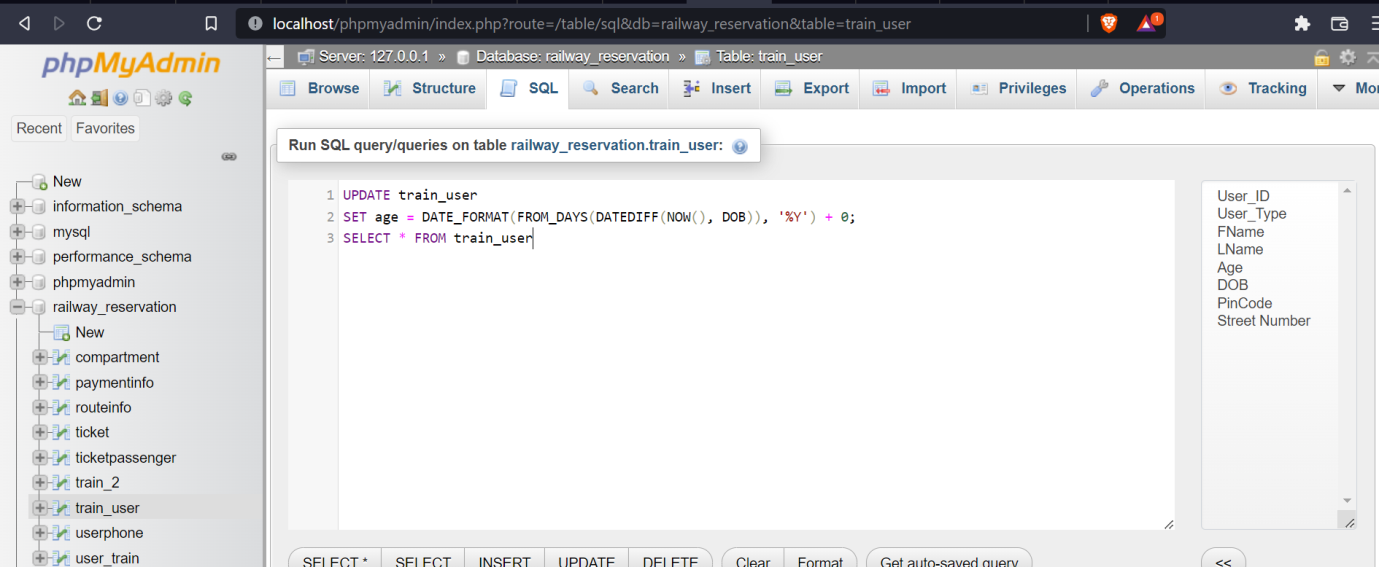 localhost/phpmyadmin/index.php?route=/table/sql&db=railway_reservation&table=train_user
1
phpMyAdmin
Recent Favorites
New
information_schema
mysql
performance_schema
phpmyadmin
railway_reservation
New
compartment
paymentinfo
routeinfo
ticket
ticketpassenger
train_2
train_user
userphone
user_train
Server: 127.0.0.1 » Database: railway_reservation » Table: train_user
Browse Structure SQL Search Insert Export Import Privileges Operations Tracking Mor
Run SQL query/queries on table railway_reservation.train_user:
1 UPDATE train_user
2 SET age = DATE_FORMAT(FROM_DAYS(DATEDIFF(NOW(), DOB)), '%Y') + 0;
3 SELECT * FROM train_user
User_ID
User_Type
FName
LName
Age
DOB
PinCode
Street Number
SELECT * SELECT INSERT UPDATE DELETE Clear Format Get auto-saved query <<